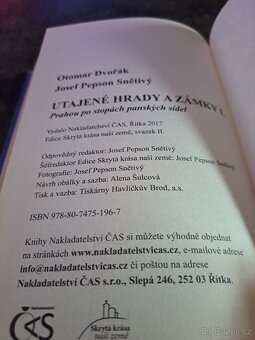 Otomar Dvořák
Josef Pepson Snětivý
UTAJENÉ HRADY A ZÁMKY I.
Prahou po stopách panských sídel
Vydalo Nakladatelství ČAS, Řitka 2017
Edice Skrytá krása naší země, svazek II.
Odpovědný redaktor: Josef Pepson Snětivý
Šéfredaktor Edice Skrytá krása naší země: Josef Pepson Snětivý
Fotografie: Josef Pepson Snětivý
Návrh obálky a sazba: Alena Šulcová
Tisk a vazba: Tiskárny Havlíčkův Brod, a.s.
ISBN 978-80-7475-196-7
Knihy Nakladatelství ČAS si můžete výhodně objednat
na stránkách www.nakladatelstvicas.cz, e-mailové adrese
info@nakladatelstvicas.cz či poštou na adrese
Nakladatelství ČAS s.r.o., Slepá 246, 252 03 Řitka.
Nakladatelství
ČAS
Skrytá krása
naší země